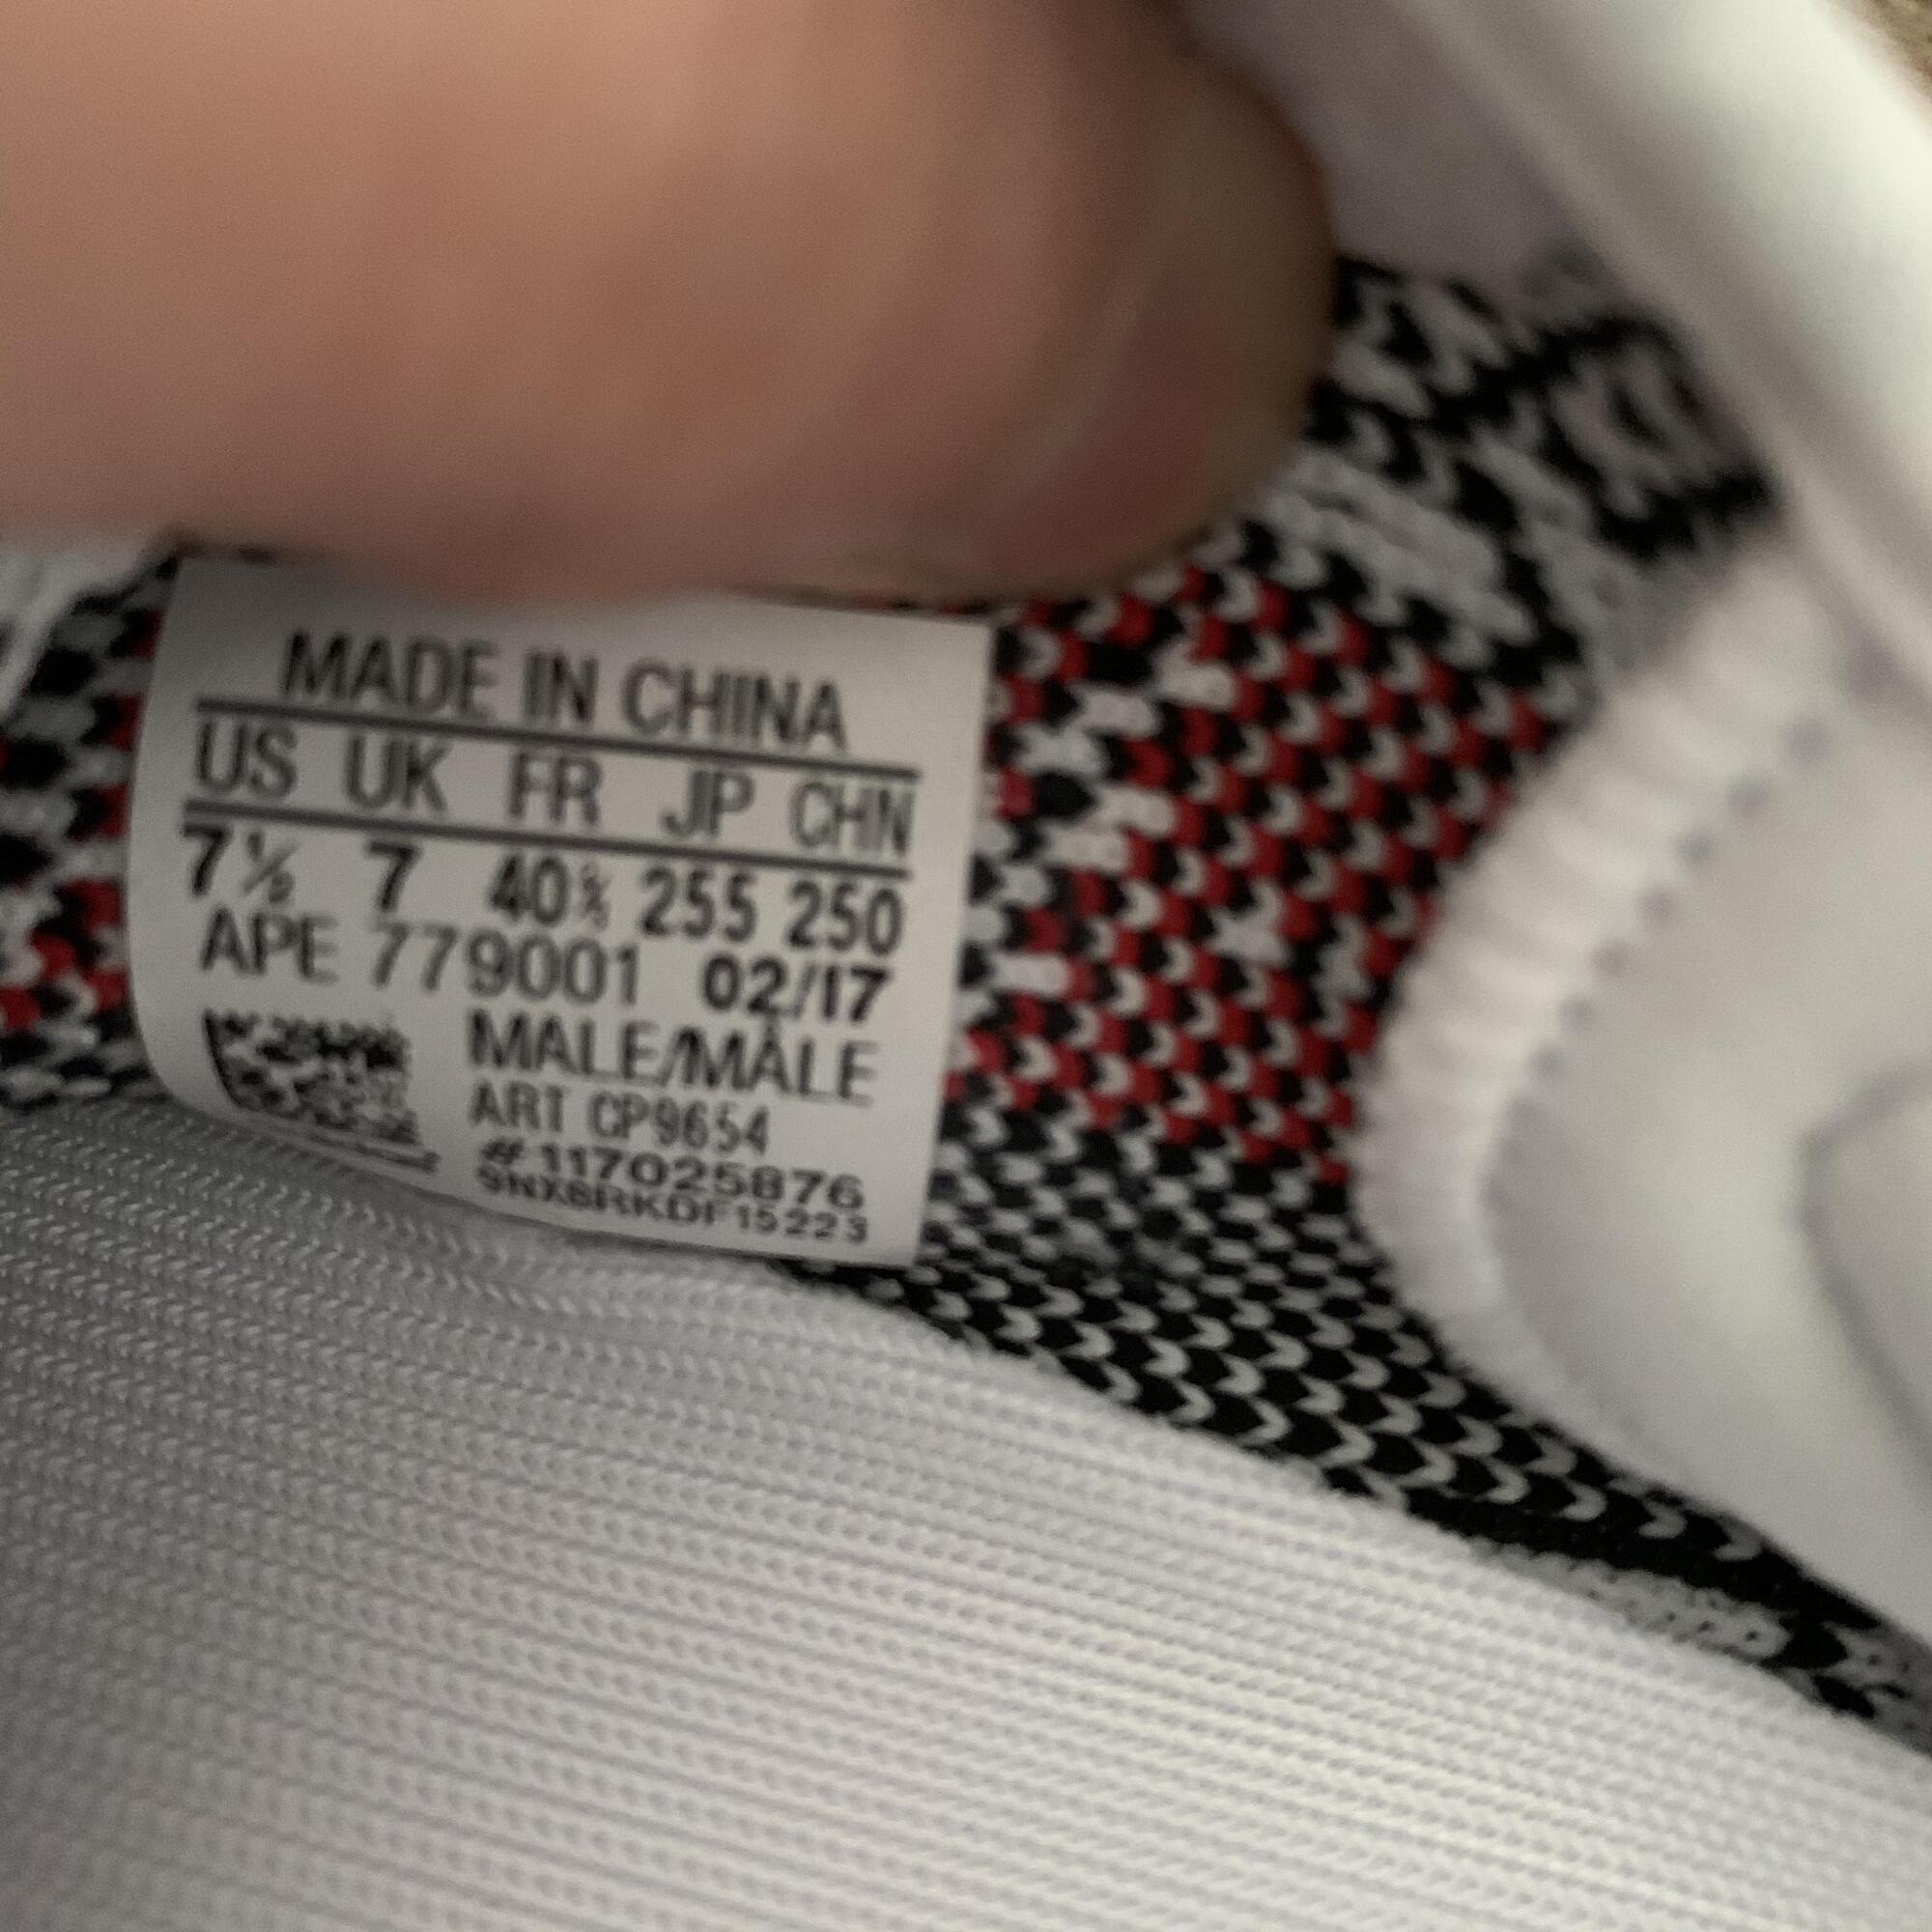 MADE IN CHINA
US UK FR JP CHN
7½ 7 40⅔ 255 250
APE 779001 02/17
MALE/MÂLE
ART CP9654
#117025876
9NX8RKDF15223